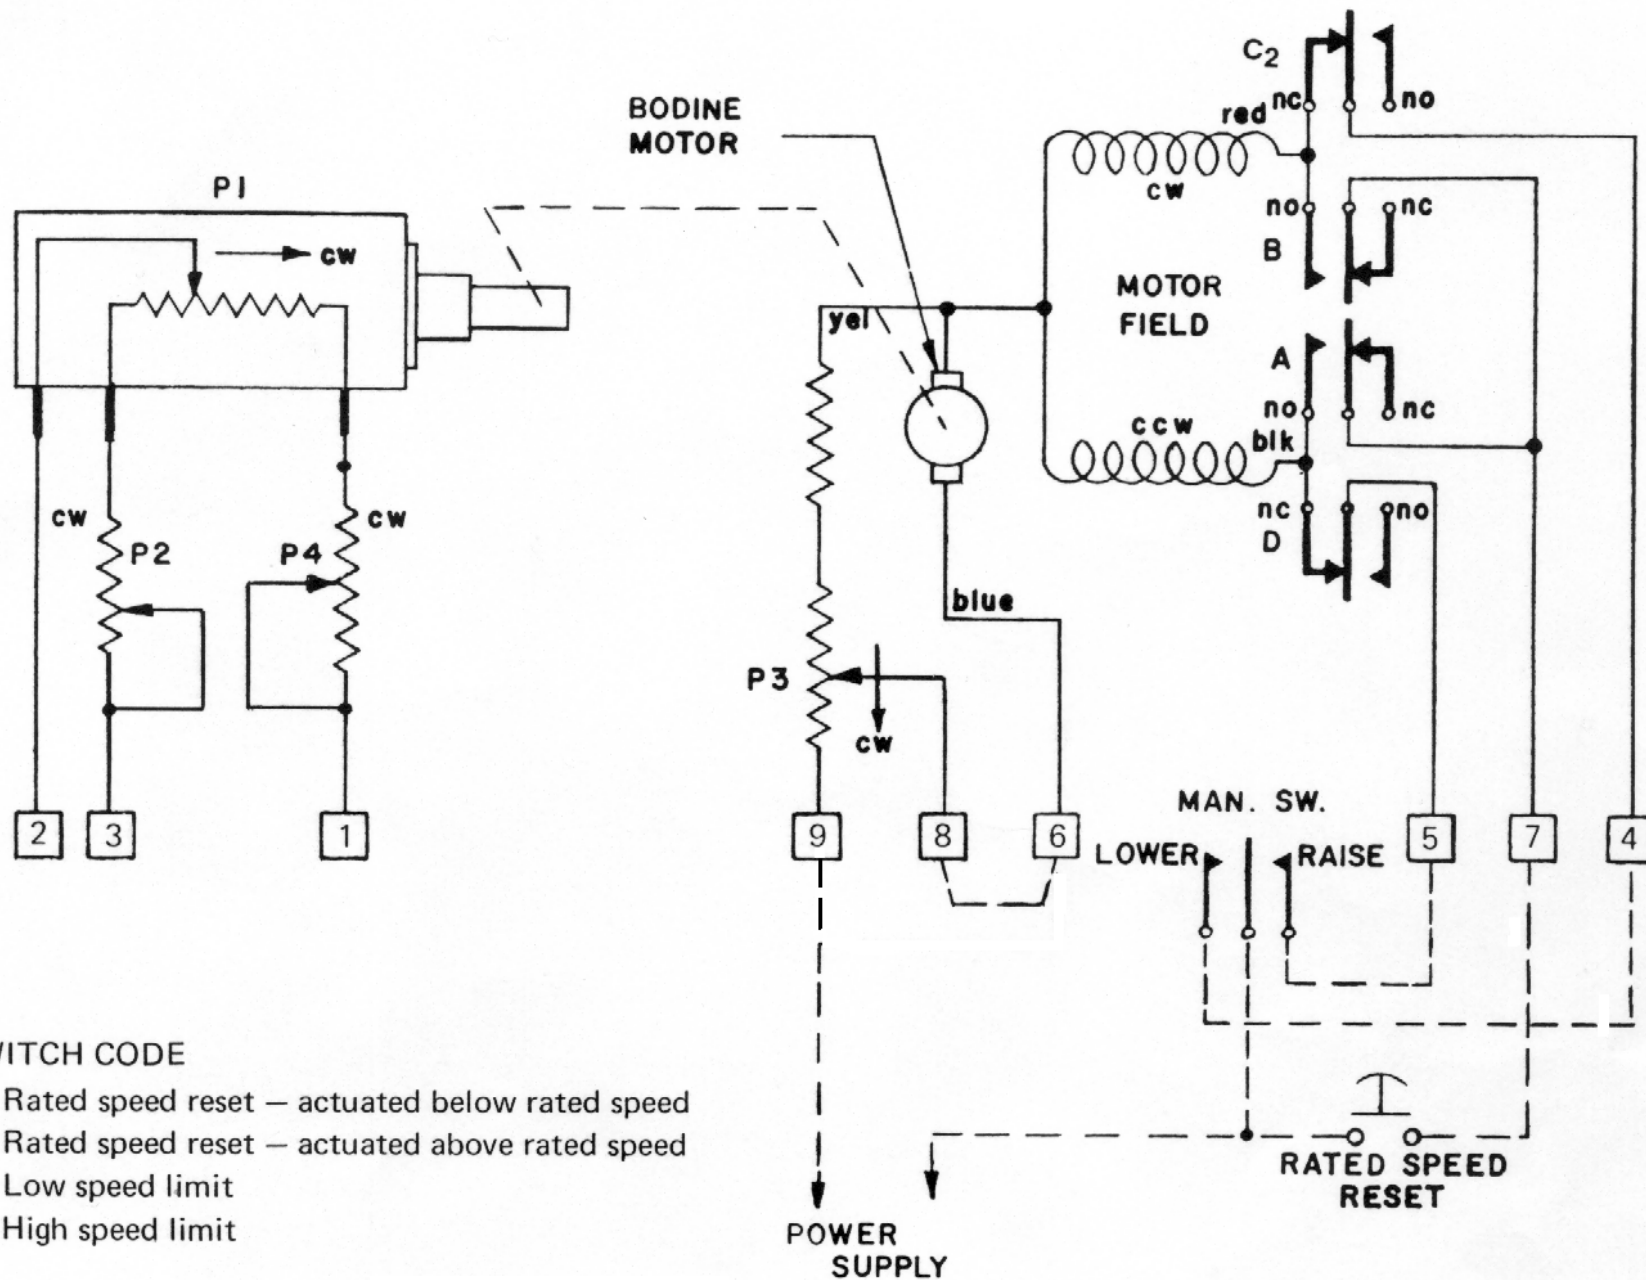 C2
nc
no
red
BODINE
MOTOR
cw
P1
cw
no
nc
B
MOTOR
FIELD
yel
A
no
nc
ccw
blk
cw
P2
P4
cw
nc
no
D
blue
P3
cw
MAN. SW.
2
3
1
9
8
6
LOWER
RAISE
5
7
4
WITCH CODE
Rated speed reset — actuated below rated speed
Rated speed reset — actuated above rated speed
Low speed limit
High speed limit
RATED SPEED
RESET
POWER
SUPPLY